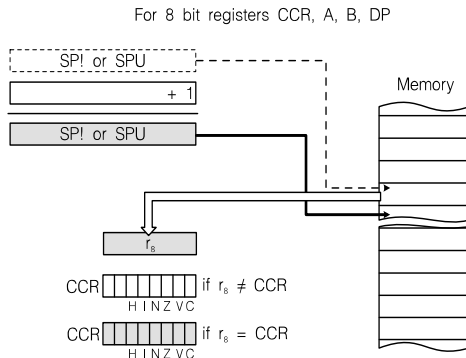 For 8 bit registers CCR, A, B, DP
SP! or SPU
Memory
+ 1
SP! or SPU
r₈
CCR if r₈ ≠ CCR
H I N Z V C
CCR if r₈ = CCR
H I N Z V C